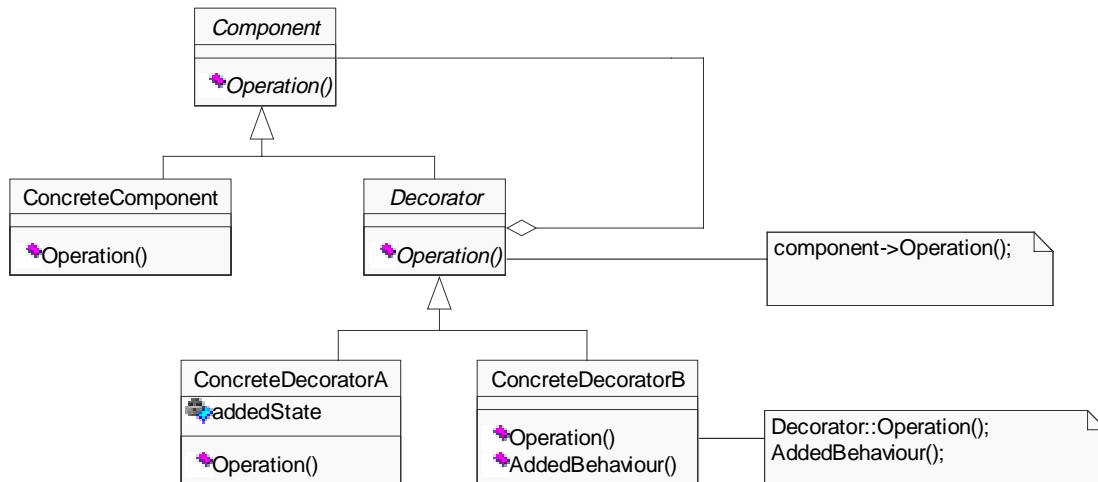 Component
Operation()
ConcreteComponent
Operation()
Decorator
Operation()
component->Operation();
ConcreteDecoratorA
addedState
Operation()
ConcreteDecoratorB
Operation()
AddedBehaviour()
Decorator::Operation();
AddedBehaviour();